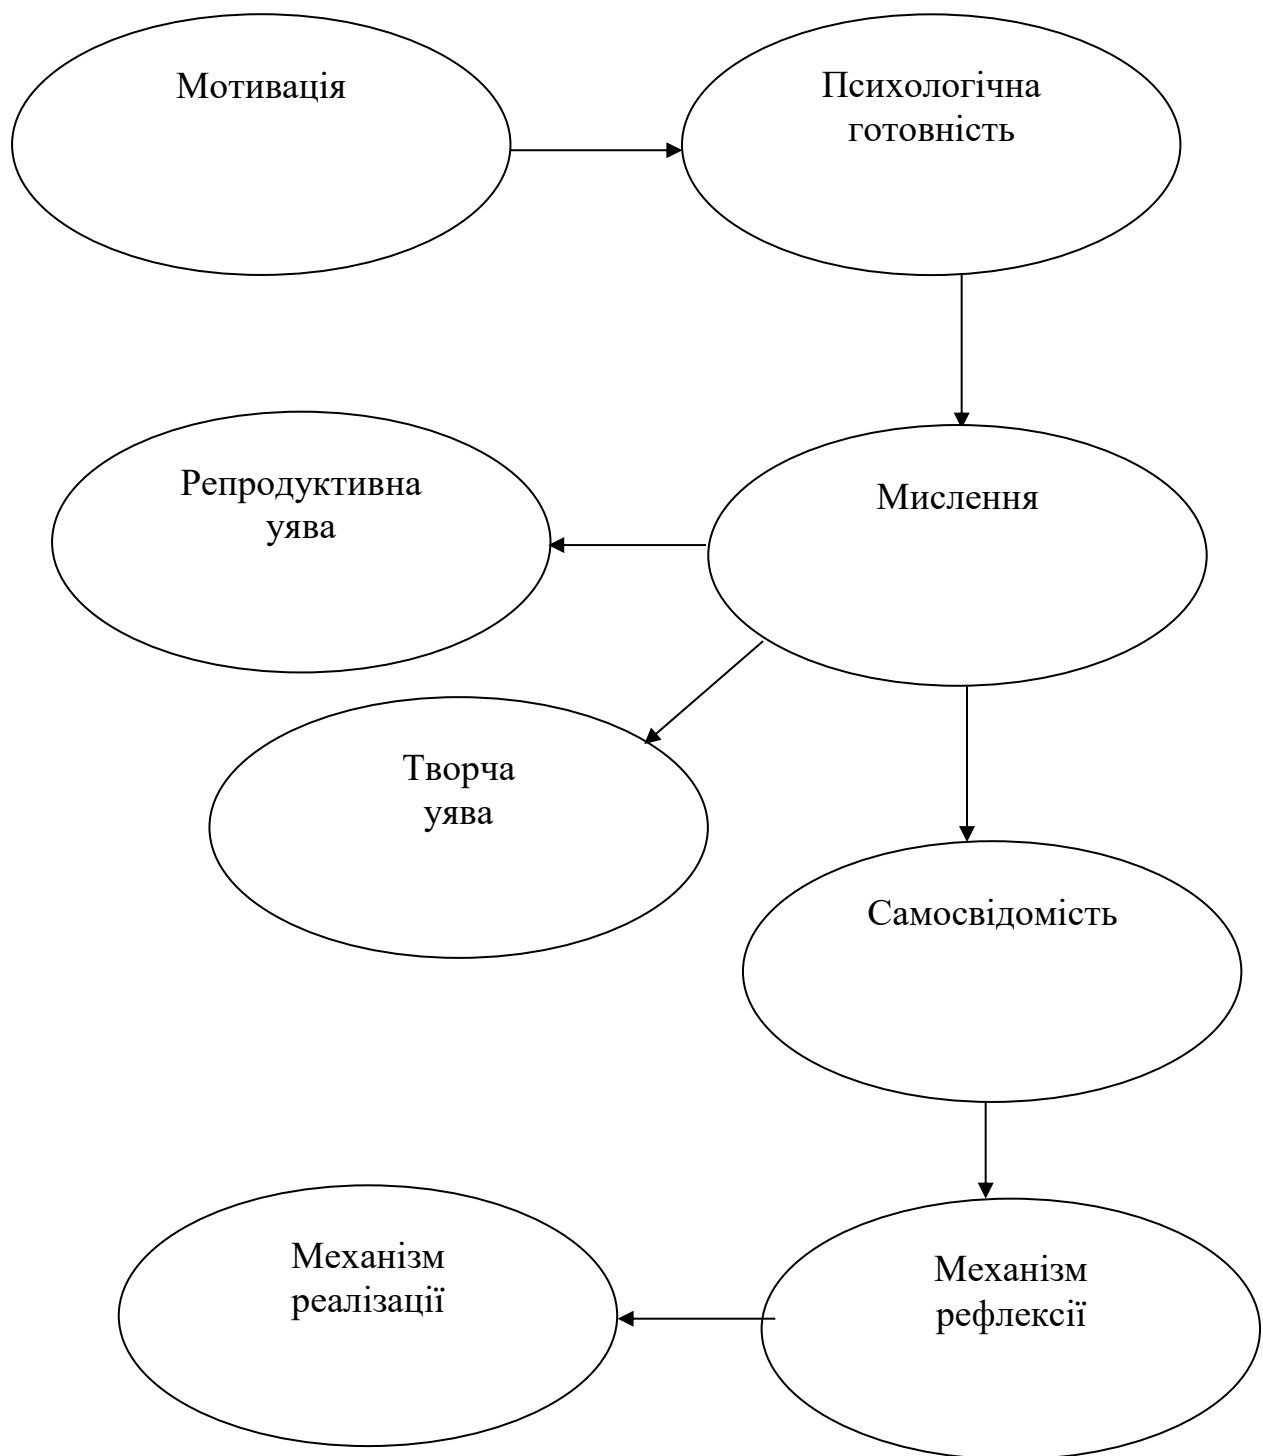 Мотивація
Психологічна
готовність
Репродуктивна
уява
Мислення
Творча
уява
Самосвідомість
Механізм
реалізації
Механізм
рефлексії